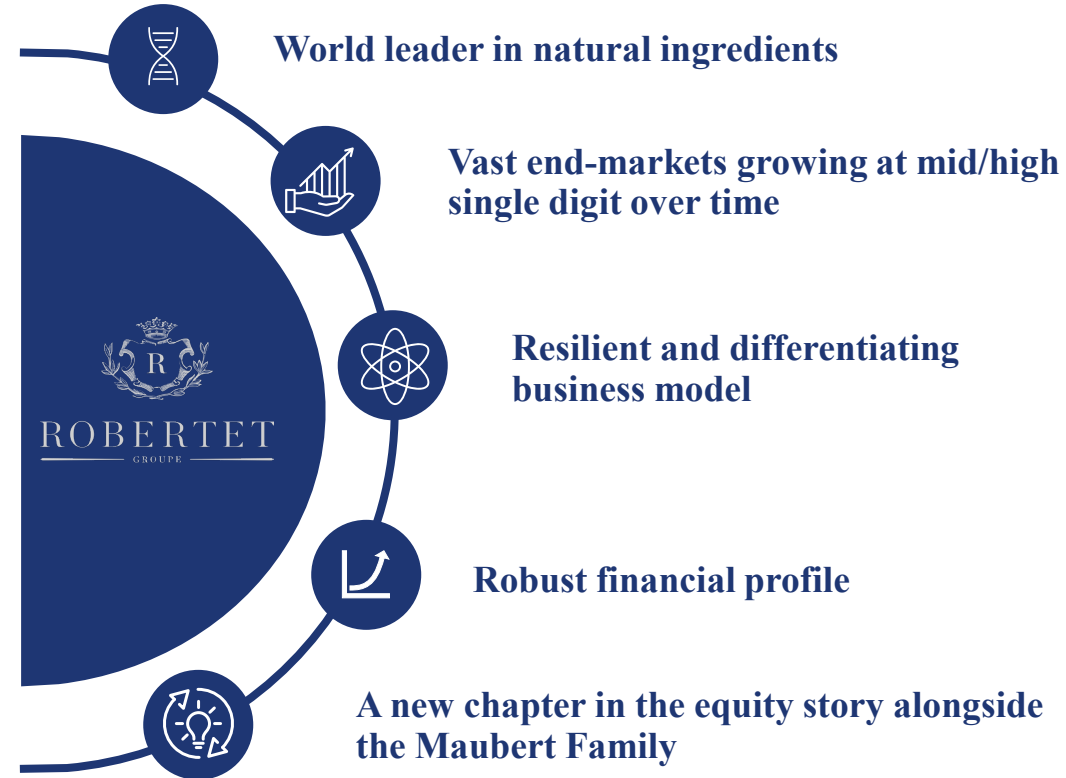 World leader in natural ingredients
Vast end-markets growing at mid/high
single digit over time
R
ROBERTET
GROUPE
Resilient and differentiating
business model
Robust financial profile
A new chapter in the equity story alongside
the Maubert Family